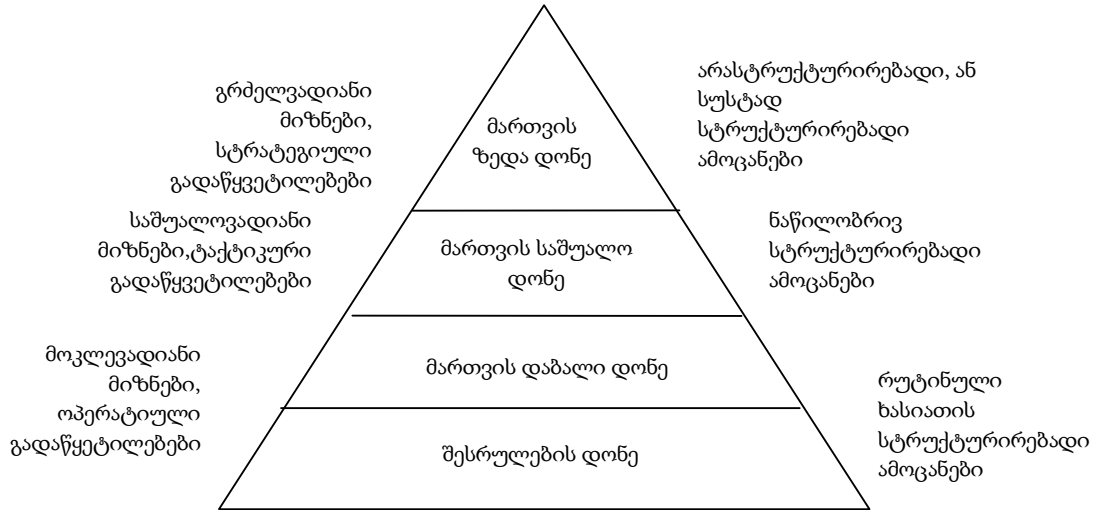 გრძელვადიანი
მიზნები,
სტრატეგიული
გადაწყვეტილებები
მართვის
ზედა დონე
არასტრუქტურირებადი, ან
სუსტად
სტრუქტურირებადი
ამოცანები
საშუალოვადიანი
მიზნები,ტაქტიკური
გადაწყვეტილებები
მართვის საშუალო
დონე
ნაწილობრივ
სტრუქტურირებადი
ამოცანები
მოკლევადიანი
მიზნები,
ოპერატიული
გადაწყეტილებები
მართვის დაბალი დონე
შესრულების დონე
რუტინული
ხასიათის
სტრუქტურირებადი
ამოცანები